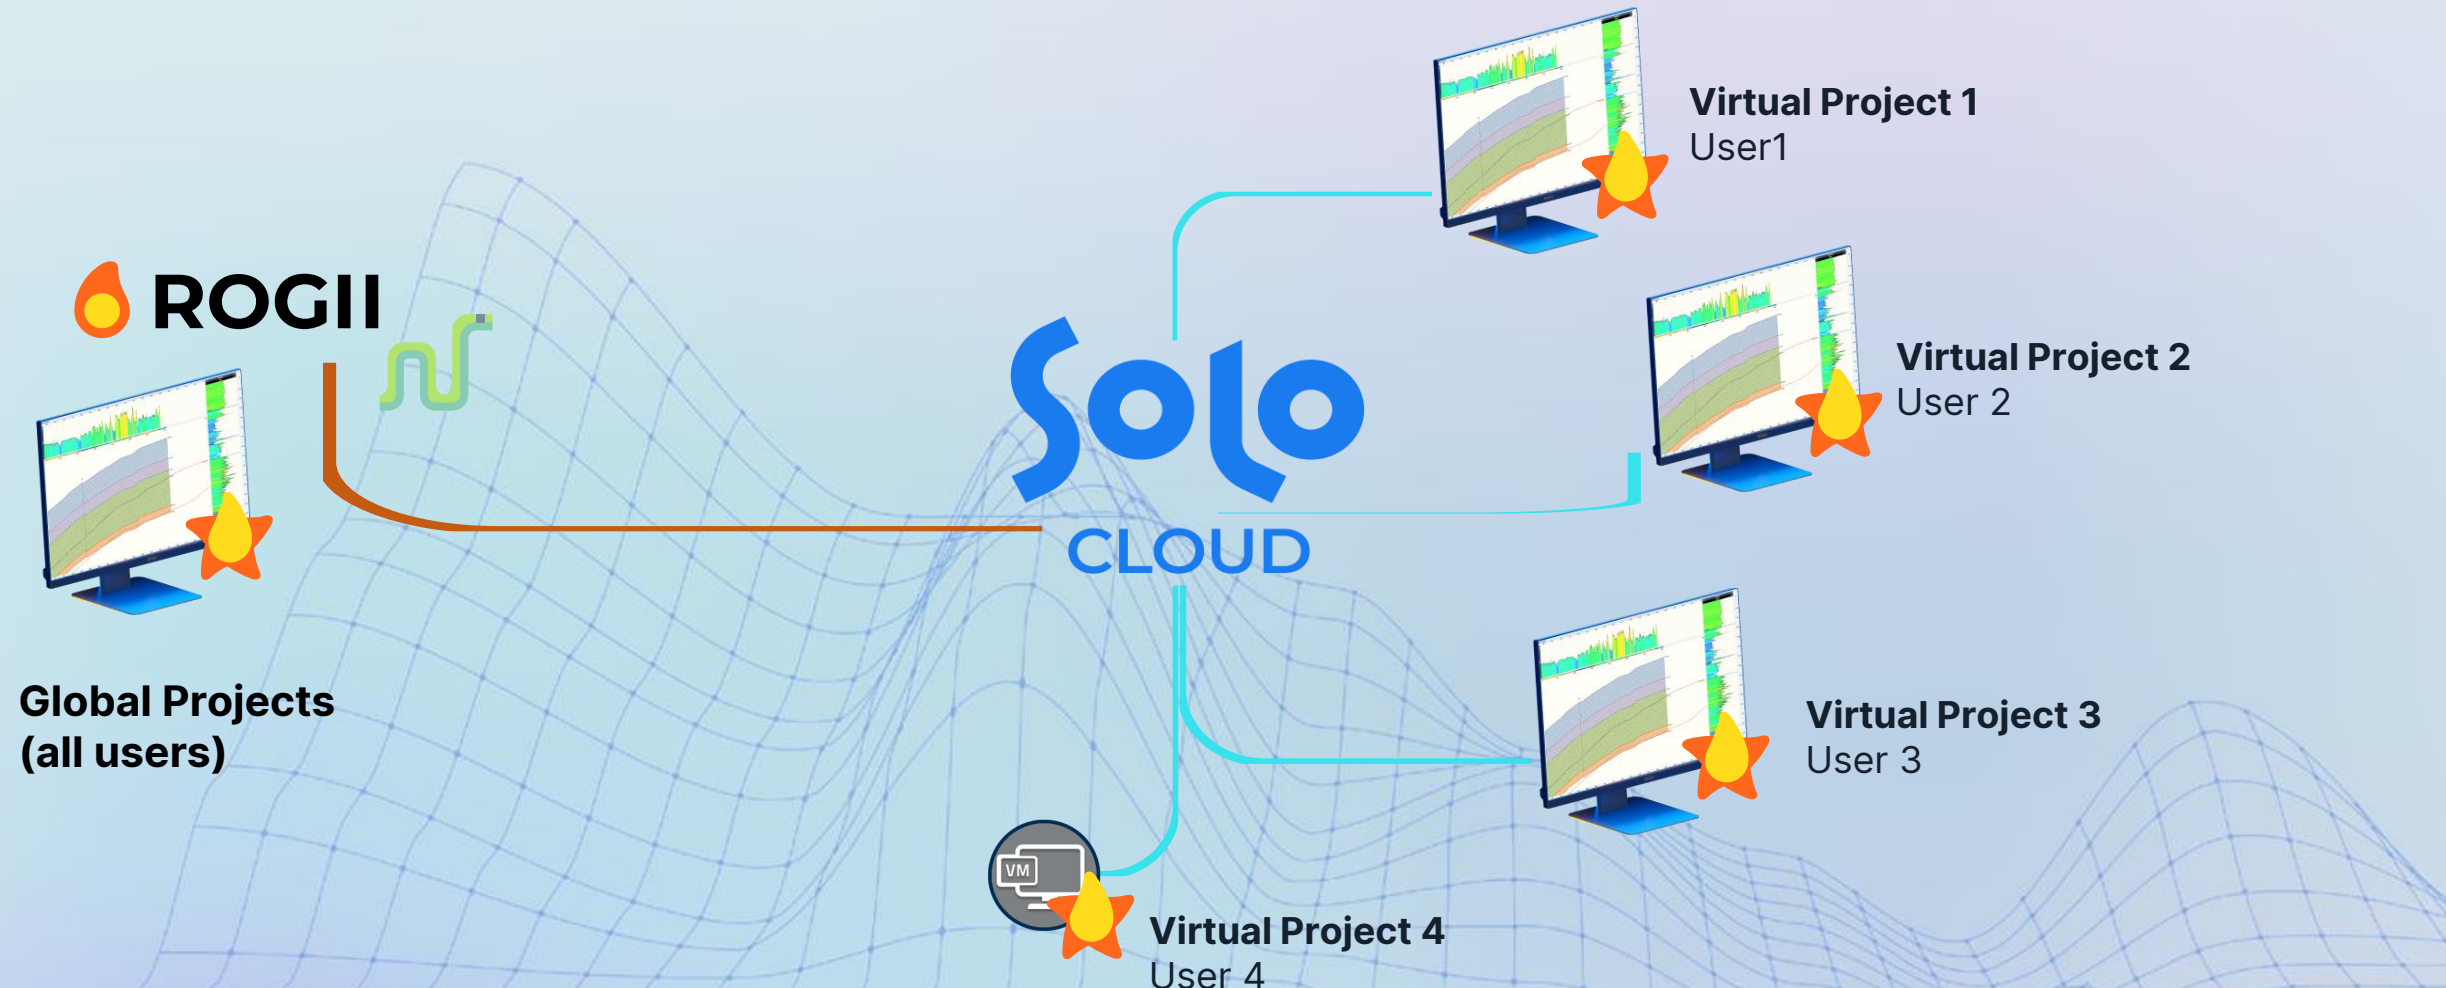 ROGII
Global Projects
(all users)
SOLO
CLOUD
Virtual Project 1
User1
Virtual Project 2
User 2
Virtual Project 3
User 3
VM
Virtual Project 4
User 4